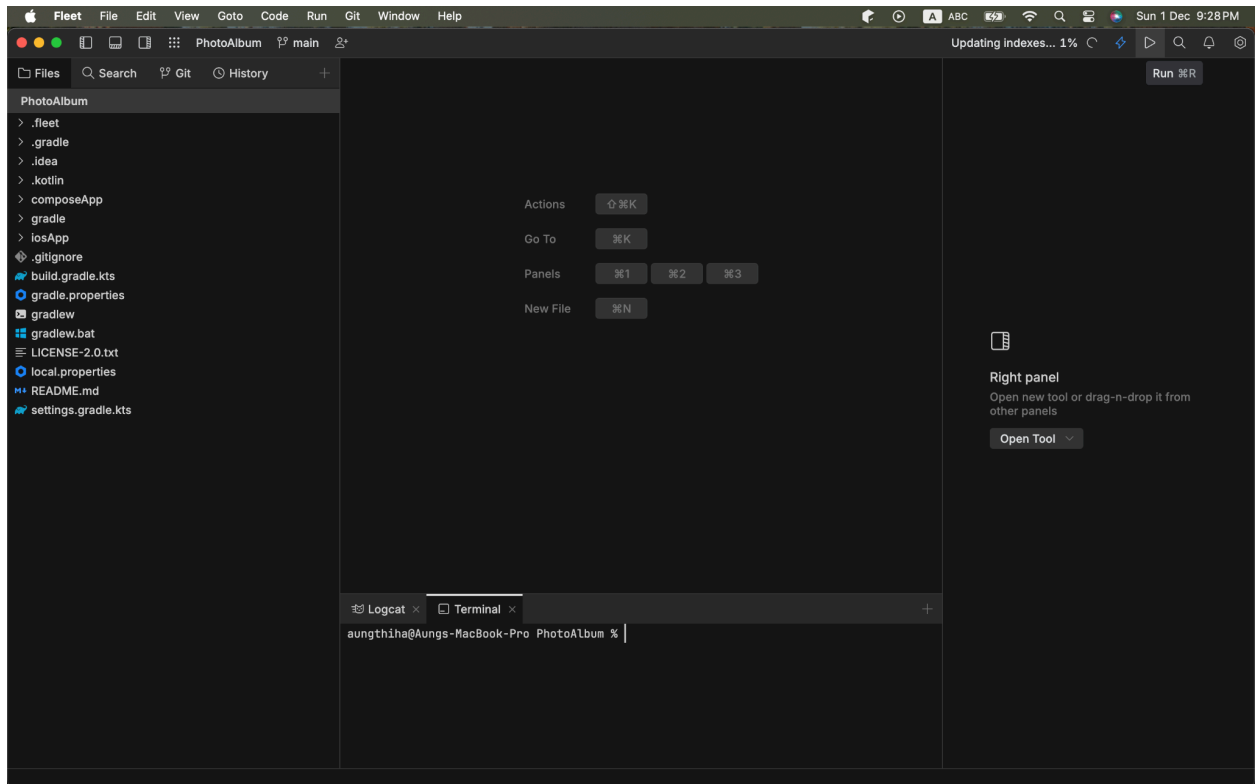 Fleet File Edit View Goto Code Run Git Window Help A ABC Sun 1 Dec 9:28 PM
PhotoAlbum main Updating indexes... 1%
Files Search Git History
Run ⌘R
PhotoAlbum
.fleet
.gradle
.idea
.kotlin
composeApp
gradle
iosApp
.gitignore
build.gradle.kts
gradle.properties
gradlew
gradlew.bat
LICENSE-2.0.txt
local.properties
M↓ README.md
settings.gradle.kts
Actions ⇧⌘K
Go To ⌘K
Panels ⌘1 ⌘2 ⌘3
New File ⌘N
Right panel
Open new tool or drag-n-drop it from
other panels
Open Tool
Logcat Terminal
aungthiha@Aungs-MacBook-Pro PhotoAlbum %